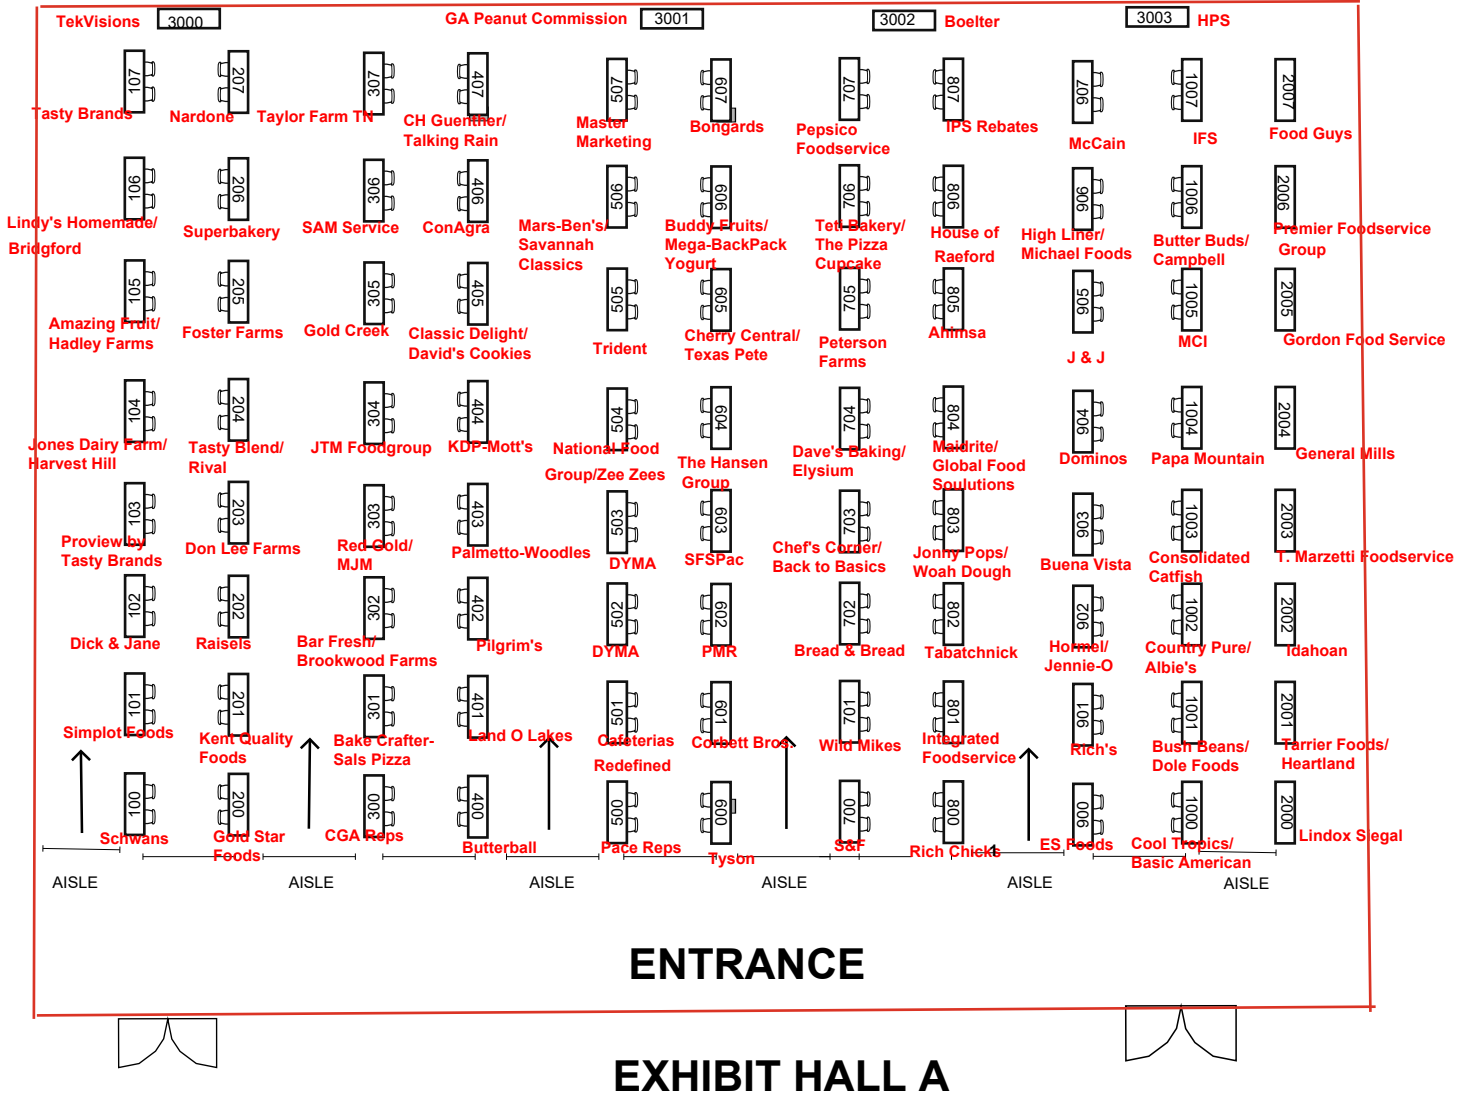 TekVisions 3000 GA Peanut Commission 3001 3002 Boelter 3003 HPS
107 207 307 407 507 607 707 807 907 1007 2007
Tasty Brands Nardone Taylor Farm TN CH Guenther/ Master Bongards Pepsico IPS Rebates McCain IFS Food Guys
Talking Rain Marketing Foodservice
106 206 306 406 506 606 706 806 906 1006 2006
Lindy's Homemade/ Superbakery SAM Service ConAgra Mars-Ben's/ Buddy Fruits/ Teti Bakery/ House of High Liner/ Butter Buds/ Premier Foodservice
Bridgford Savannah Mega-BackPack The Pizza Raeford Michael Foods Campbell Group
Classics Yogurt Cupcake
105 205 305 405 505 605 705 805 905 1005 2005
Amazing Fruit/ Foster Farms Gold Creek Classic Delight/ Trident Cherry Central/ Peterson Ahimsa J & J MCI Gordon Food Service
Hadley Farms David's Cookies Texas Pete Farms
104 204 304 404 504 604 704 804 904 1004 2004
Jones Dairy Farm/ Tasty Blend/ JTM Foodgroup KDP-Mott's National Food The Hansen Dave's Baking/ Maidrite/ Dominos Papa Mountain General Mills
Harvest Hill Rival Group/Zee Zees Group Elysium Global Food
Soulutions
103 203 303 403 503 603 703 803 903 1003 2003
Proview by Don Lee Farms Red Gold/ Palmetto-Woodles DYMA SFSPac Chef's Corner/ Jonny Pops/ Buena Vista Consolidated T. Marzetti Foodservice
Tasty Brands MJM Back to Basics Woah Dough Catfish
102 202 302 402 502 602 702 802 902 1002 2002
Dick & Jane Raisels Bar Fresh/ Pilgrim's DYMA PMR Bread & Bread Tabatchnick Hormel/ Country Pure/ Idahoan
Brookwood Farms Jennie-O Albie's
101 201 301 401 501 601 701 801 901 1001 2001
Simplot Foods Kent Quality Bake Crafter- Land O Lakes Cafeterias Corbett Bros. Wild Mikes Integrated Rich's Bush Beans/ Tarrier Foods/
Foods Sals Pizza Redefined Foodservice Dole Foods Heartland
100 200 300 400 500 600 700 800 900 1000 2000
Schwans Gold Star CGA Reps Butterball Pace Reps Tyson S&F Rich Chicks ES Foods Cool Tropics/ Lindox Siegal
Foods Basic American
AISLE AISLE AISLE AISLE AISLE AISLE
ENTRANCE
EXHIBIT HALL A